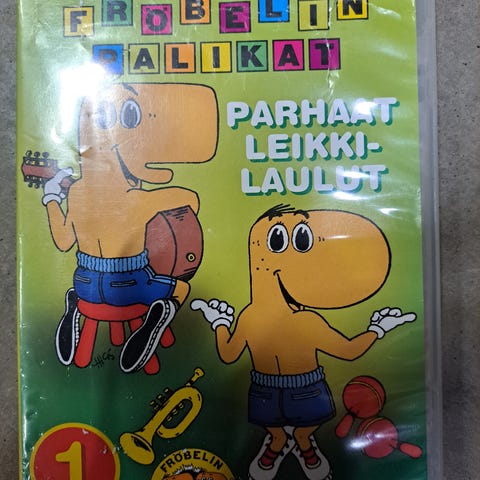 FRÖBELIN
PALIKAT
PARHAAT
LEIKKI-
LAULUT
1
FRÖBELIN